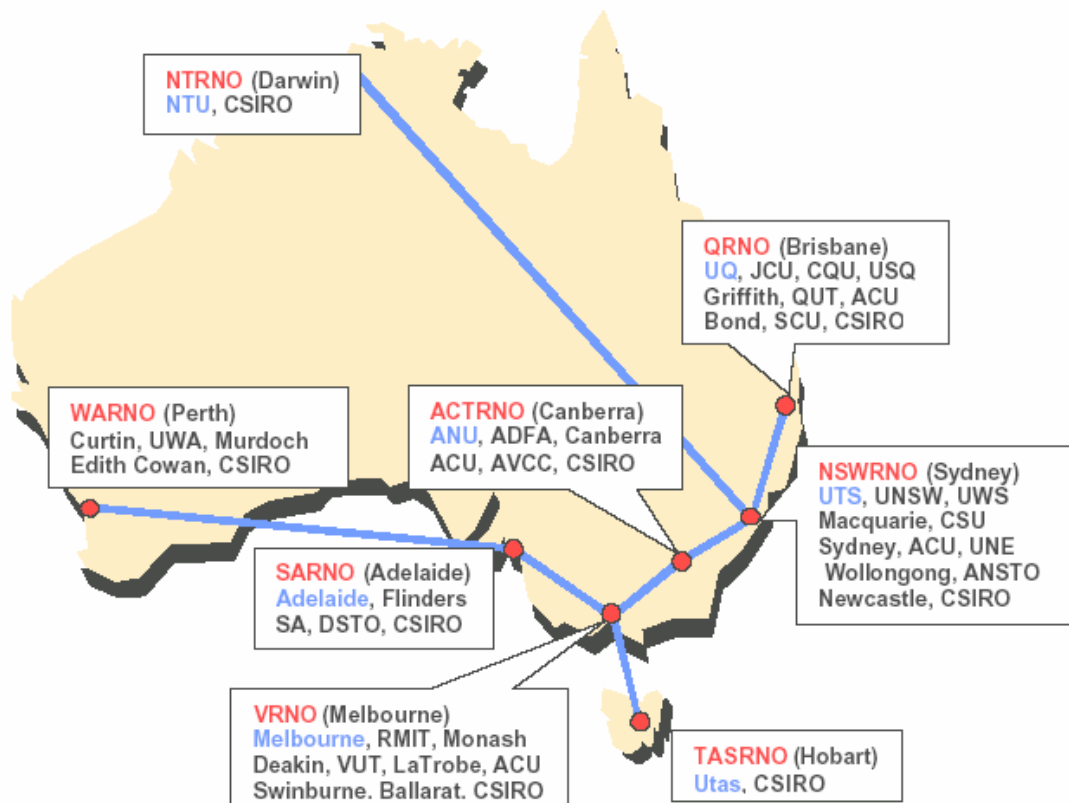 NTRNO (Darwin)
NTU, CSIRO
QRNO (Brisbane)
UQ, JCU, CQU, USQ
Griffith, QUT, ACU
Bond, SCU, CSIRO
WARNO (Perth)
Curtin, UWA, Murdoch
Edith Cowan, CSIRO
ACTRNO (Canberra)
ANU, ADFA, Canberra
ACU, AVCC, CSIRO
NSWRNO (Sydney)
UTS, UNSW, UWS
Macquarie, CSU
Sydney, ACU, UNE
Wollongong, ANSTO
Newcastle, CSIRO
SARNO (Adelaide)
Adelaide, Flinders
SA, DSTO, CSIRO
VRNO (Melbourne)
Melbourne, RMIT, Monash
Deakin, VUT, LaTrobe, ACU
Swinburne, Ballarat, CSIRO
TASRNO (Hobart)
Utas, CSIRO